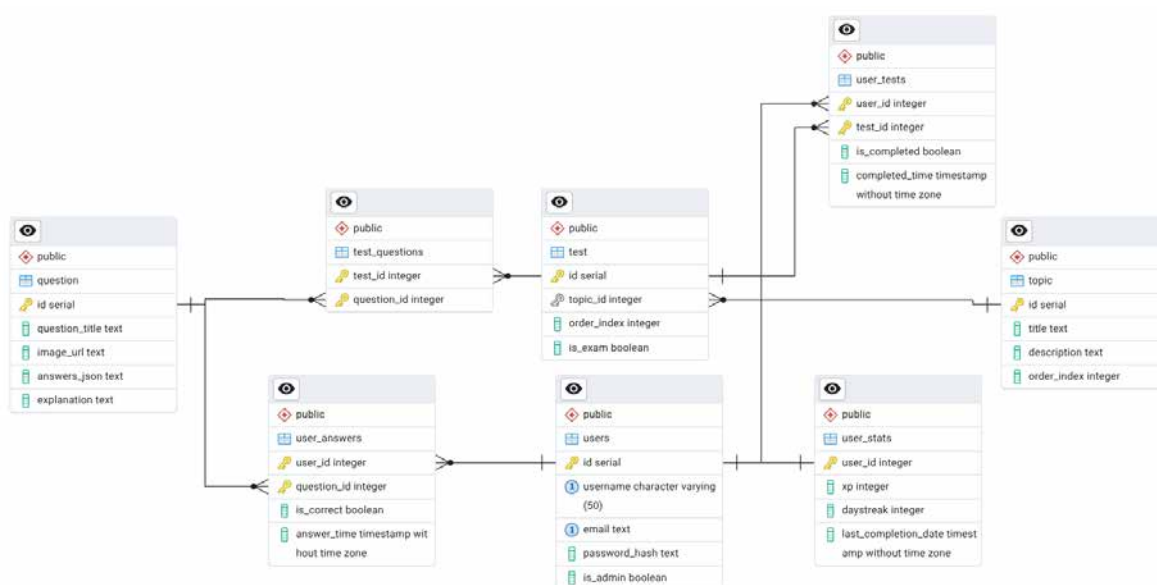 public
user_tests
user_id integer
test_id integer
is_completed boolean
completed_time timestamp
without time zone
public
question
id serial
question_title text
image_url text
answers_json text
explanation text
public
test_questions
test_id integer
question_id integer
public
test
id serial
topic_id integer
order_index integer
is_exam boolean
public
topic
id serial
title text
description text
order_index integer
public
user_answers
user_id integer
question_id integer
is_correct boolean
answer_time timestamp wit
hout time zone
public
users
id serial
1 username character varying
(50)
1 email text
password_hash text
is_admin boolean
public
user_stats
user_id integer
xp integer
daystreak integer
last_completion_date timest
amp without time zone